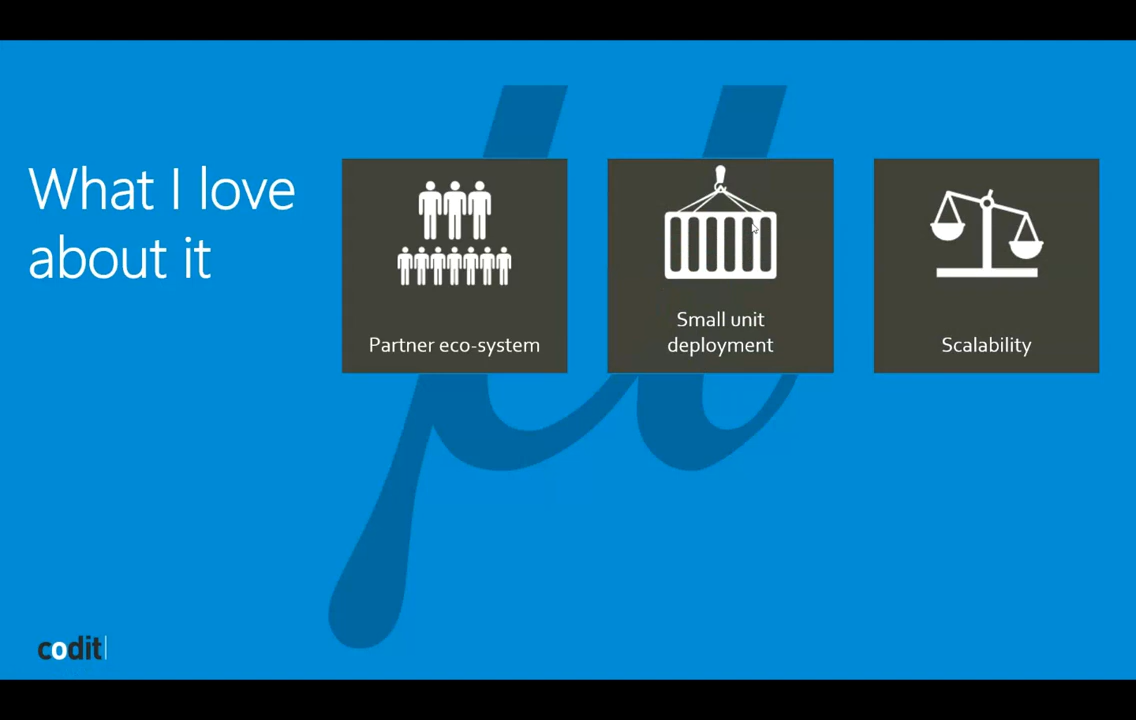 What I love
about it
Partner eco-system
Small unit
deployment
Scalability
µ
codit